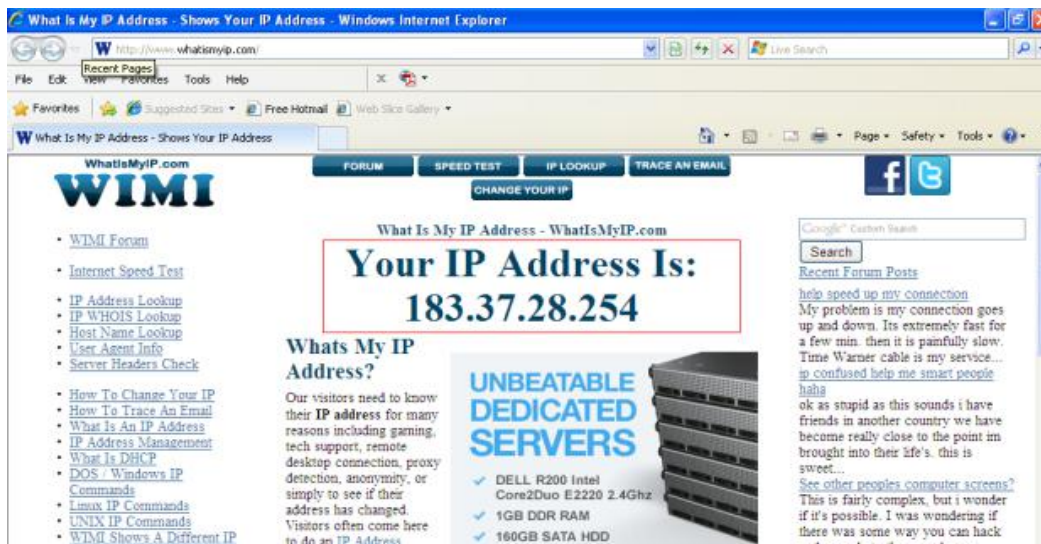 What Is My IP Address - Shows Your IP Address - Windows Internet Explorer
http://www.whatismyip.com/
Live Search
File Edit View Favorites Tools Help
Recent Pages
Favorites Suggested Sites Free Hotmail Web Slice Gallery
What Is My IP Address - Shows Your IP Address
Page Safety Tools
WhatIsMyIP.com
WIMI
FORUM SPEED TEST IP LOOKUP TRACE AN EMAIL
CHANGE YOUR IP
WIMI Forum
Internet Speed Test
IP Address Lookup
IP WHOIS Lookup
Host Name Lookup
User Agent Info
Server Headers Check
How To Change Your IP
How To Trace An Email
What Is An IP Address
IP Address Management
What Is DHCP
DOS / Windows IP
Commands
Linux IP Commands
UNIX IP Commands
WIMI Shows A Different IP
What Is My IP Address - WhatIsMyIP.com
Your IP Address Is:
183.37.28.254
Whats My IP
Address?
Our visitors need to know
their IP address for many
reasons including gaming,
tech support, remote
desktop connection, proxy
detection, anonymity, or
simply to see if their
address has changed.
Visitors often come here
to do an IP Address
UNBEATABLE
DEDICATED
SERVERS
DELL R200 Intel
Core2Duo E2220 2.4Ghz
1GB DDR RAM
160GB SATA HDD
Google Custom Search
Search
Recent Forum Posts
help speed up my connection
My problem is my connection goes
up and down. Its extremely fast for
a few min. then it is painfully slow.
Time Warner cable is my service...
ip confused help me smart people
haha
ok as stupid as this sounds i have
friends in another country we have
become really close to the point im
brought into their life's. this is
sweet...
See other peoples computer screens?
This is fairly complex, but i wonder
if it's possible. I was wondering if
there was some way you can hack